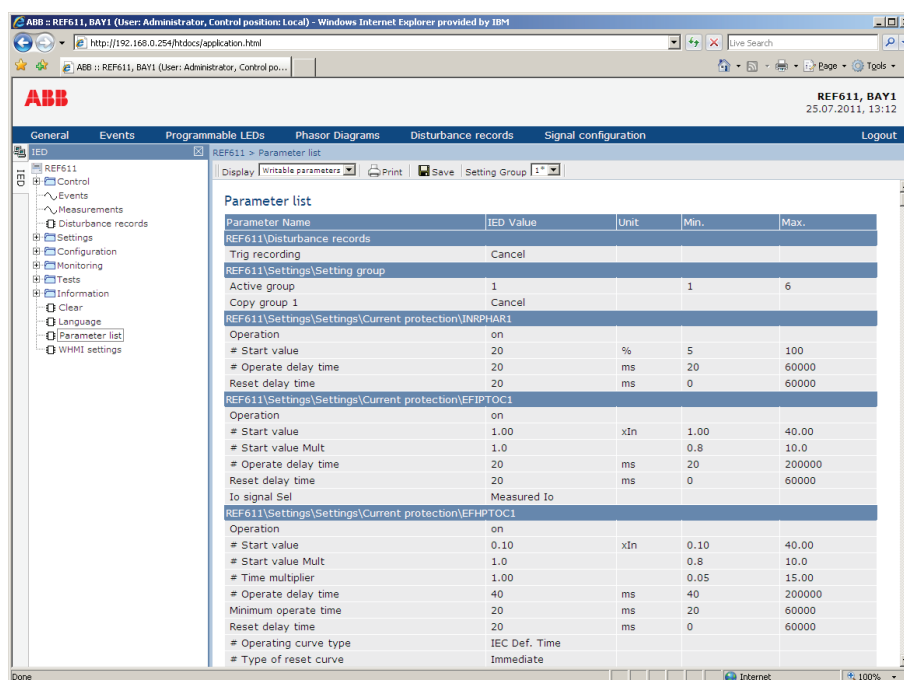 ABB :: REF611, BAY1 (User: Administrator, Control position: Local) - Windows Internet Explorer provided by IBM
http://192.168.0.254/htdocs/application.html
Live Search
ABB :: REF611, BAY1 (User: Administrator, Control po...
Page Tools
ABB
REF611, BAY1
25.07.2011, 13:12
General Events Programmable LEDs Phasor Diagrams Disturbance records Signal configuration Logout
IED
IED
REF611
Control
Events
Measurements
Disturbance records
Settings
Configuration
Monitoring
Tests
Information
Clear
Language
Parameter list
WHMI settings
REF611 > Parameter list
Display Writable parameters Print Save Setting Group 1*
Parameter list
Parameter Name IED Value Unit Min. Max.
REF611\Disturbance records
Trig recording Cancel
REF611\Settings\Setting group
Active group 1 1 6
Copy group 1 Cancel
REF611\Settings\Settings\Current protection\INRPHAR1
Operation on
# Start value 20 % 5 100
# Operate delay time 20 ms 20 60000
Reset delay time 20 ms 0 60000
REF611\Settings\Settings\Current protection\EFIPTOC1
Operation on
# Start value 1.00 xIn 1.00 40.00
# Start value Mult 1.0 0.8 10.0
# Operate delay time 20 ms 20 200000
Reset delay time 20 ms 0 60000
Io signal Sel Measured Io
REF611\Settings\Settings\Current protection\EFHPTOC1
Operation on
# Start value 0.10 xIn 0.10 40.00
# Start value Mult 1.0 0.8 10.0
# Time multiplier 1.00 0.05 15.00
# Operate delay time 40 ms 40 200000
Minimum operate time 20 ms 20 60000
Reset delay time 20 ms 0 60000
# Operating curve type IEC Def. Time
# Type of reset curve Immediate
Done Internet 100%